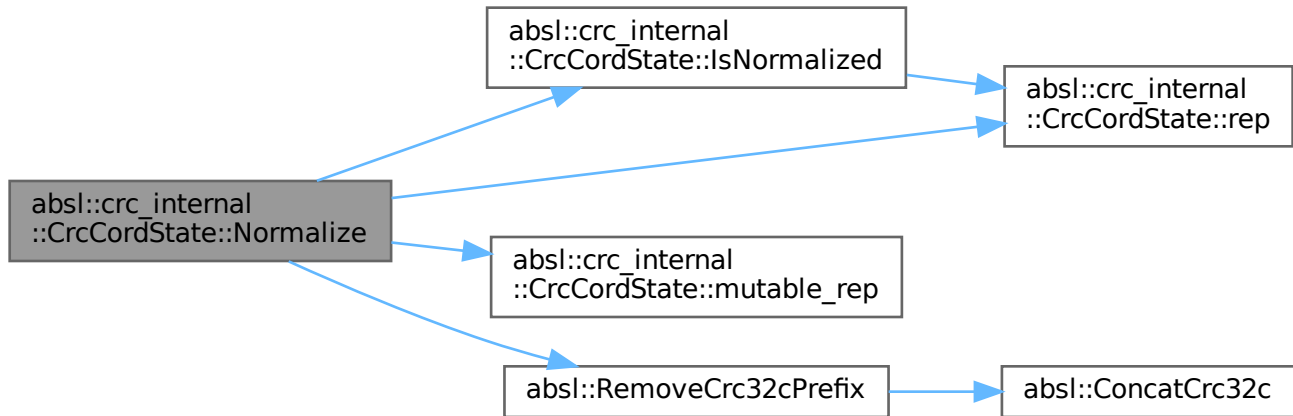 absl::crc_internal
::CrcCordState::Normalize
absl::crc_internal
::CrcCordState::IsNormalized
absl::crc_internal
::CrcCordState::rep
absl::crc_internal
::CrcCordState::mutable_rep
absl::RemoveCrc32cPrefix
absl::ConcatCrc32c